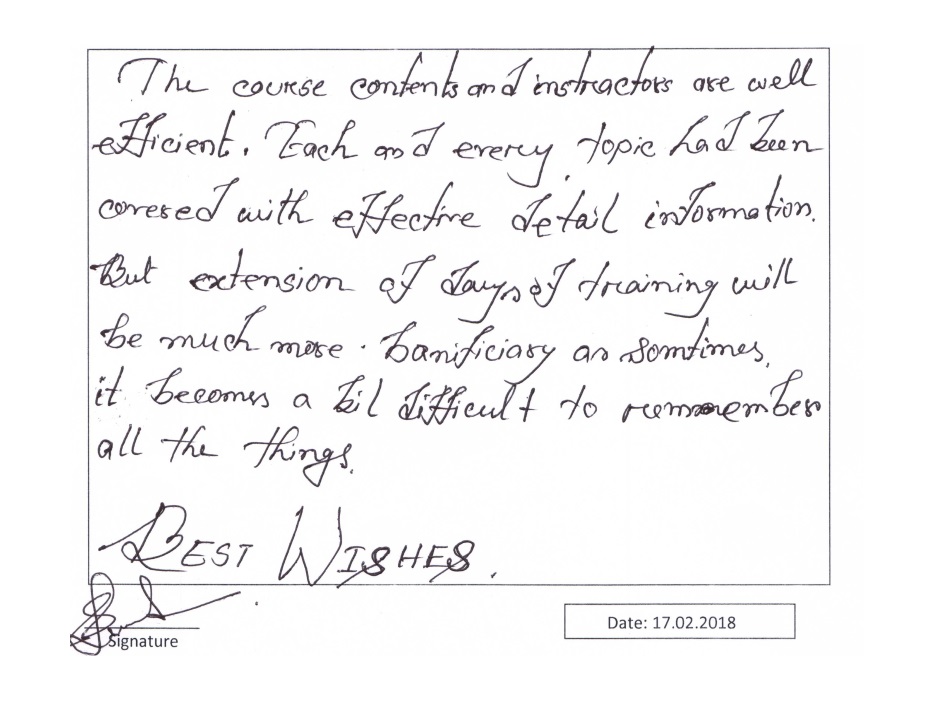 The course contents and instractors are well
efficient. Each and every topic had been
covered with effective detail information.
But extension of days of training will
be much more banificiary as somtimes,
it becomes a bit difficult to remmember
all the things.
BEST WISHES.
Signature
Date: 17.02.2018